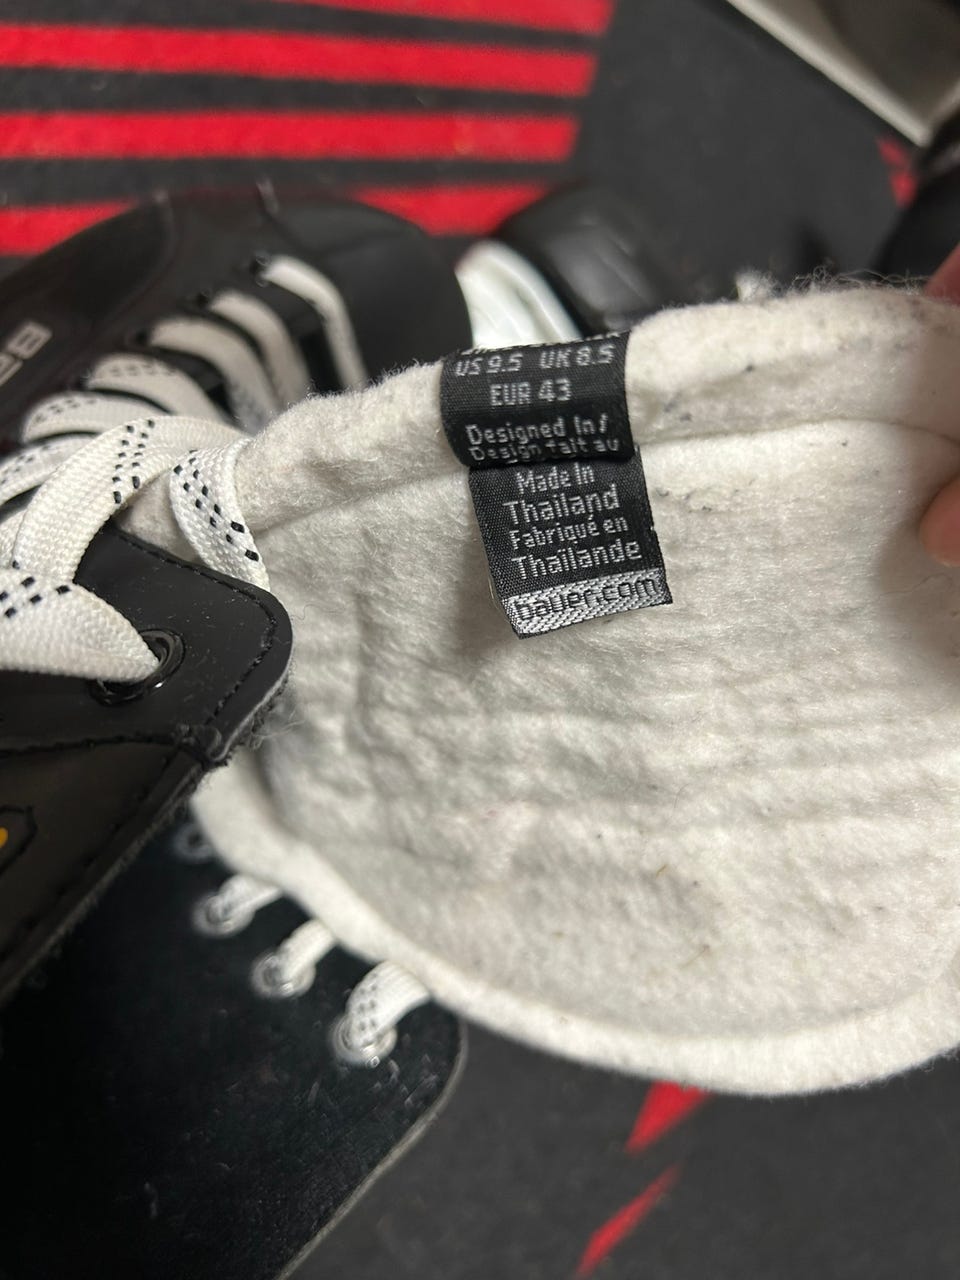 US 9.5 UK 8.5
EUR 43
Designed In /
Design fait au
Made In
Thailand
Fabriqué en
Thaïlande
bauer.com